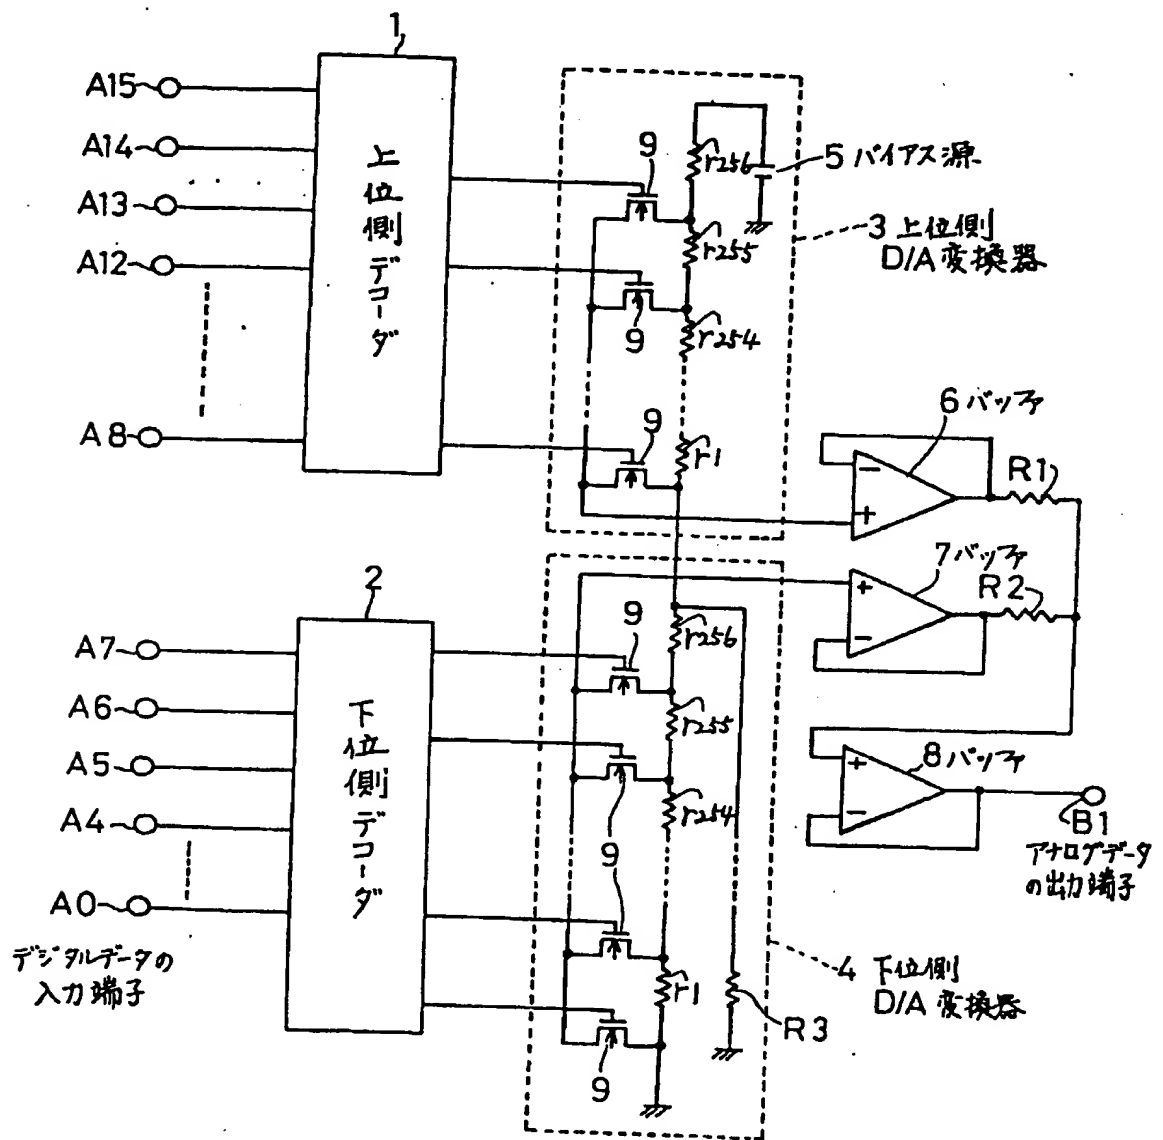 1
A15
A14
A13
A12
A8
上位側デコーダ
9
r256
5 バイアス源
r255
9
r254
9
r1
3 上位側
D/A 変換器
6 バッファ
-
+
R1
7 バッファ
+
-
R2
2
A7
A6
A5
A4
A0
デジタルデータの
入力端子
下位側デコーダ
9
r256
r255
9
r254
9
r1
9
R3
8 バッファ
+
-
B1
アナログデータ
の出力端子
4 下位側
D/A 変換器